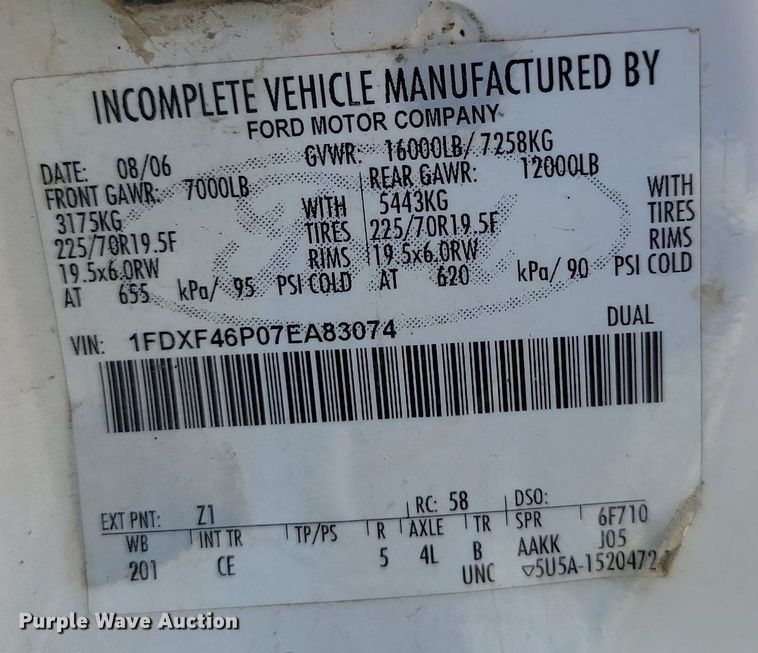 INCOMPLETE VEHICLE MANUFACTURED BY
FORD MOTOR COMPANY
DATE: 08/06 GVWR: 16000LB/ 7258KG
FRONT GAWR: 7000LB REAR GAWR: 12000LB
3175KG WITH 5443KG WITH
225/70R19.5F TIRES 225/70R19.5F TIRES
19.5x6.0RW RIMS 19.5x6.0RW RIMS
AT 655 kPa/ 95 PSI COLD AT 620 kPa/ 90 PSI COLD
VIN: 1FDXF46P07EA83074 DUAL
EXT PNT: Z1 RC: 58 DSO:
WB INT TR TP/PS R AXLE TR SPR 6F710
201 CE 5 4L B AAKK J05
UNC ▽5U5A-1520472
Purple Wave Auction